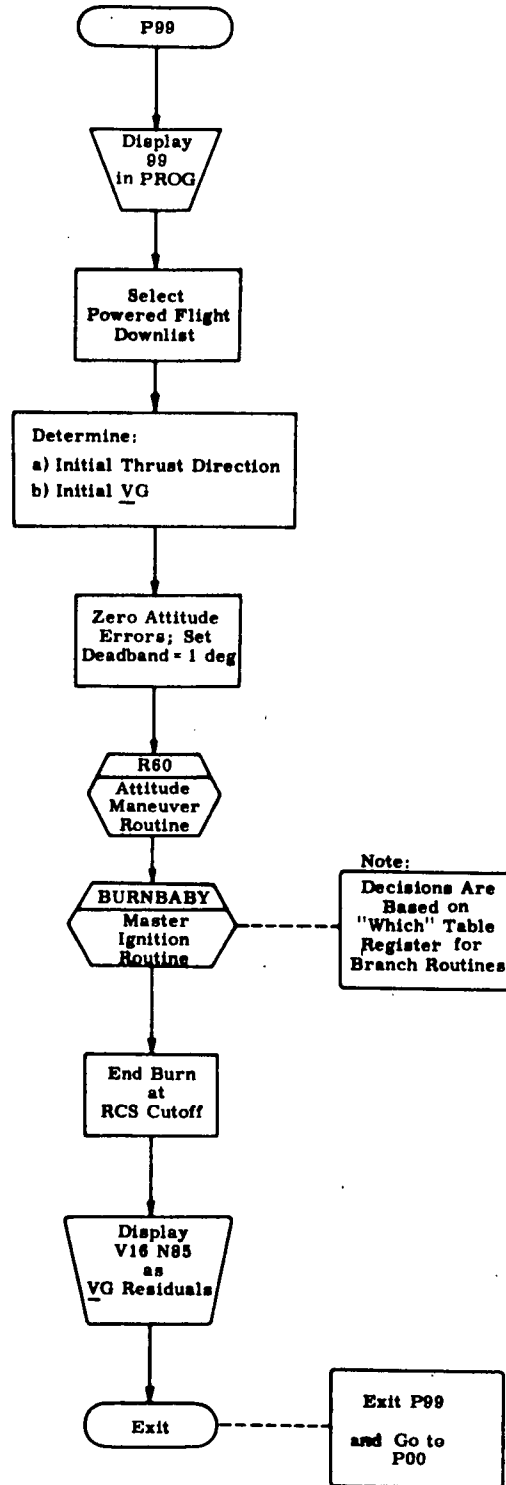 P99
Display
99
in PROG
Select
Powered Flight
Downlist
Determine:
a) Initial Thrust Direction
b) Initial VG
Zero Attitude
Errors; Set
Deadband = 1 deg
R60
Attitude
Maneuver
Routine
BURNBABY
Master
Ignition
Routine
Note:
Decisions Are
Based on
"Which" Table
Register for
Branch Routines
End Burn
at
RCS Cutoff
Display
V16 N85
as
VG Residuals
Exit
Exit P99
and Go to
P00